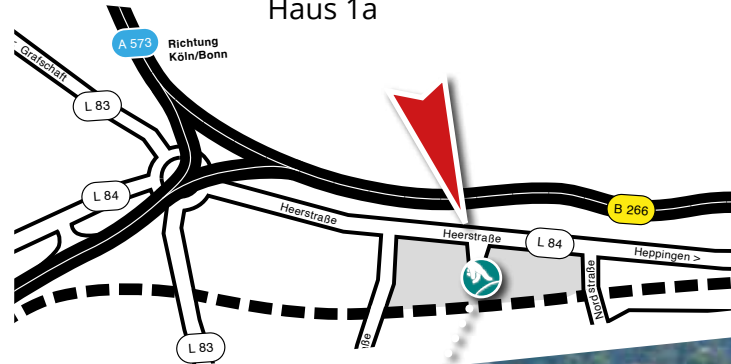 Haus 1a
A 573
Richtung
Köln/Bonn
Grafschaft
L 83
L 84
Heerstraße
B 266
Heerstraße
L 84
Heppingen >
Nordstraße
L 83